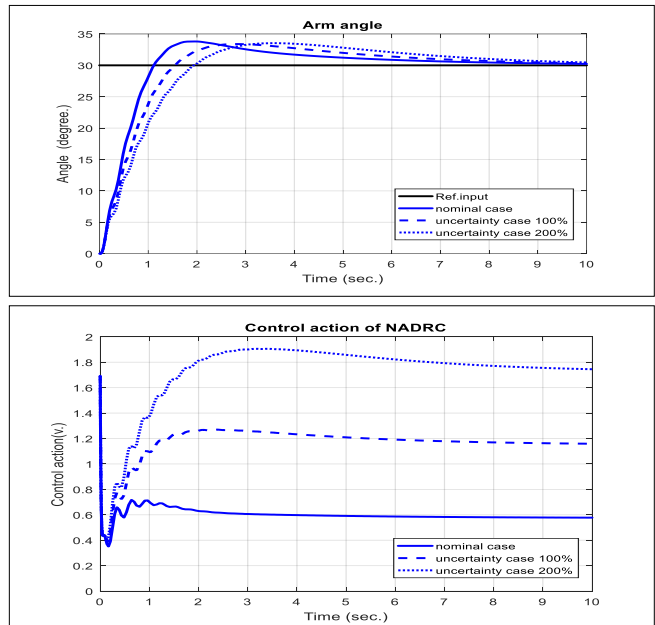 Arm angle
35
30
25
20
15
10
5
0
Angle (degree.)
Ref.input
nominal case
uncertainty case 100%
uncertainty case 200%
0 1 2 3 4 5 6 7 8 9 10
Time (sec.)
Control action of NADRC
2
1.8
1.6
1.4
1.2
1
0.8
0.6
0.4
0.2
0
Control action(v.)
nominal case
uncertainty case 100%
uncertainty case 200%
0 1 2 3 4 5 6 7 8 9 10
Time (sec.)